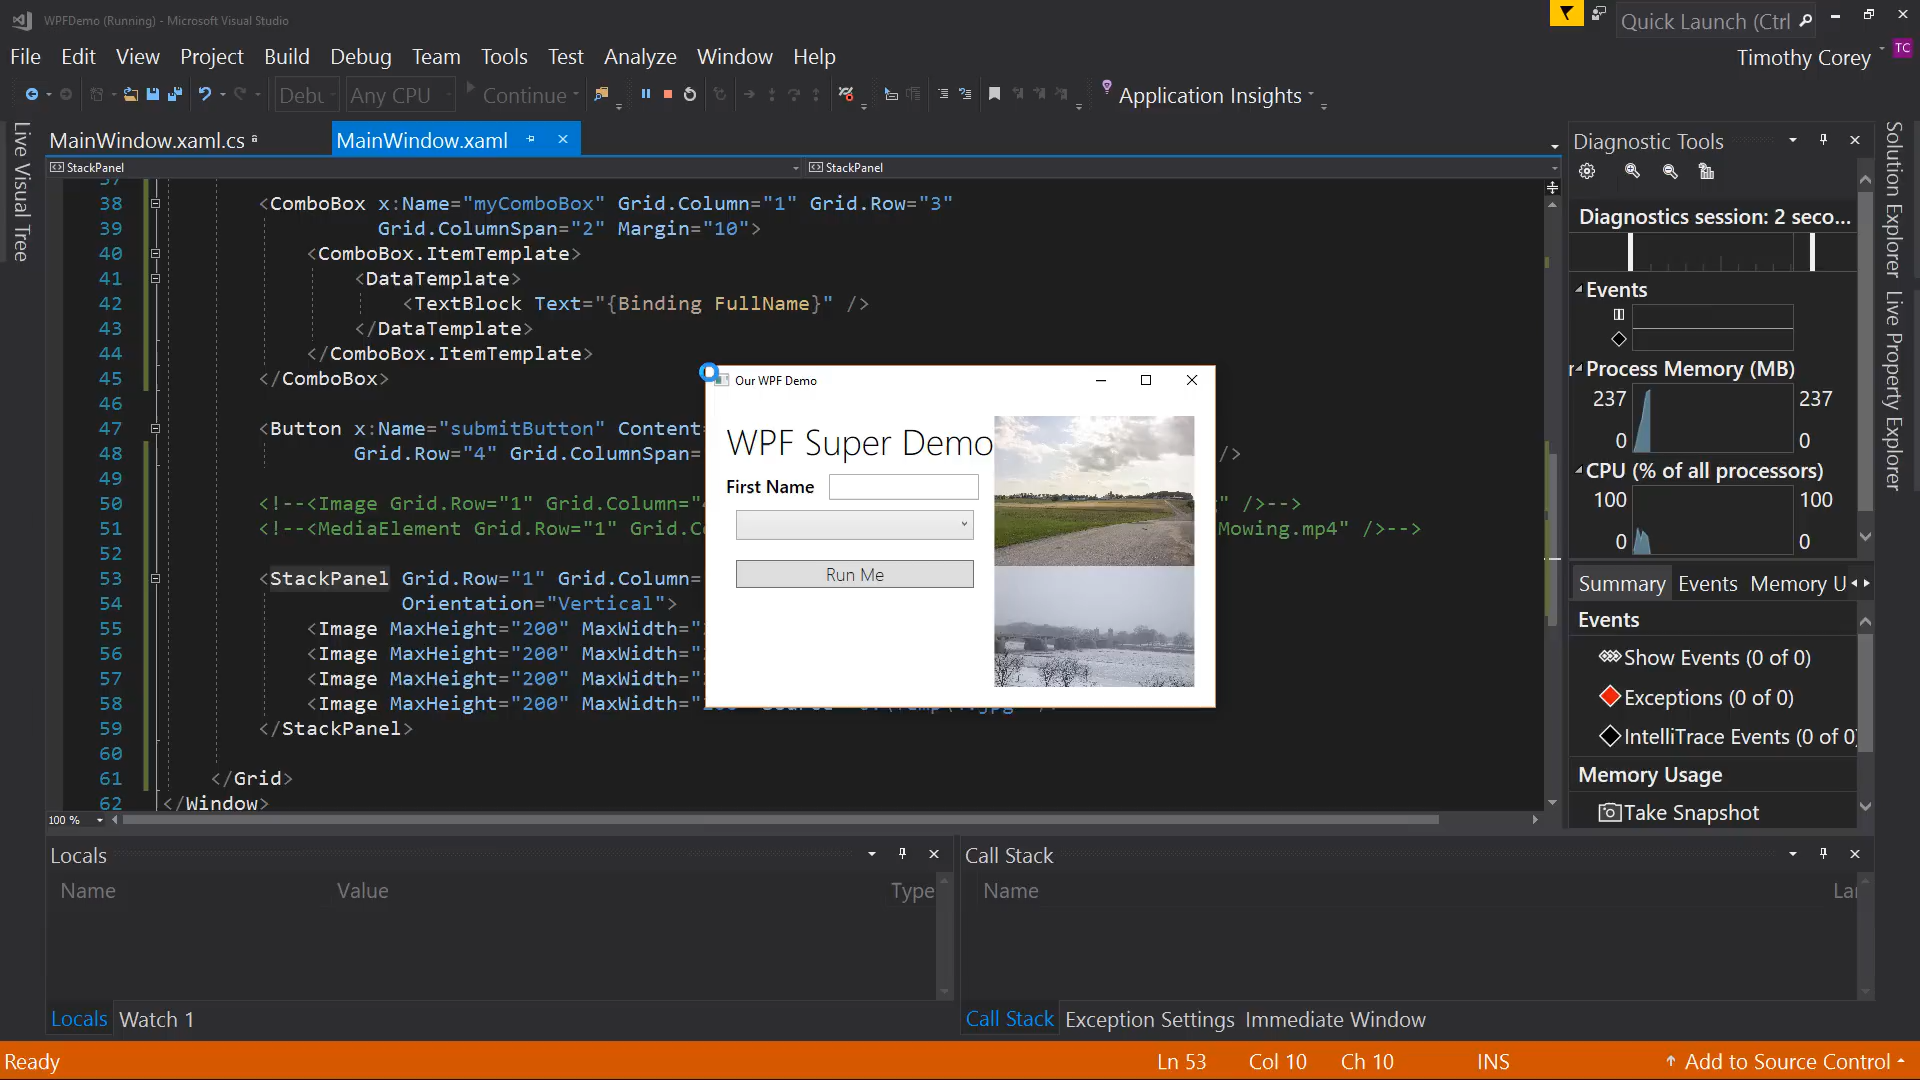 WPFDemo (Running) - Microsoft Visual Studio
Quick Launch (Ctrl
File Edit View Project Build Debug Team Tools Test Analyze Window Help
Timothy Corey TC
Debu Any CPU Continue Application Insights
Live Visual Tree
MainWindow.xaml.cs MainWindow.xaml
StackPanel StackPanel
38 <ComboBox x:Name="myComboBox" Grid.Column="1" Grid.Row="3"
39 Grid.ColumnSpan="2" Margin="10">
40 <ComboBox.ItemTemplate>
41 <DataTemplate>
42 <TextBlock Text="{Binding FullName}" />
43 </DataTemplate>
44 </ComboBox.ItemTemplate>
45 </ComboBox>
46
47 <Button x:Name="submitButton" Content
48 Grid.Row="4" Grid.ColumnSpan= />
49
50 <!--<Image Grid.Row="1" Grid.Column= " />-->
51 <!--<MediaElement Grid.Row="1" Grid.Co Mowing.mp4" />-->
52
53 <StackPanel Grid.Row="1" Grid.Column=
54 Orientation="Vertical">
55 <Image MaxHeight="200" MaxWidth="
56 <Image MaxHeight="200" MaxWidth="
57 <Image MaxHeight="200" MaxWidth="
58 <Image MaxHeight="200" MaxWidth="
59 </StackPanel>
60
61 </Grid>
62 </Window>
100 %
Our WPF Demo
WPF Super Demo
First Name
Run Me
Diagnostic Tools
Diagnostics session: 2 seco...
Events
Process Memory (MB)
237 237
0 0
CPU (% of all processors)
100 100
0 0
Summary Events Memory U
Events
Show Events (0 of 0)
Exceptions (0 of 0)
IntelliTrace Events (0 of 0)
Memory Usage
Take Snapshot
Solution Explorer
Live Property Explorer
Locals
Name Value Type
Locals Watch 1
Call Stack
Name Lan
Call Stack Exception Settings Immediate Window
Ready Ln 53 Col 10 Ch 10 INS Add to Source Control